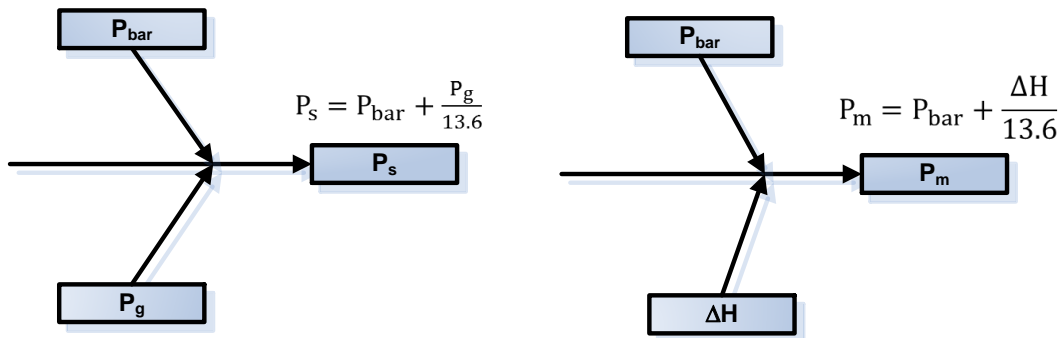 P_bar
P_s = P_bar + P_g/13.6
P_s
P_g
P_bar
P_m = P_bar + ΔH/13.6
P_m
ΔH